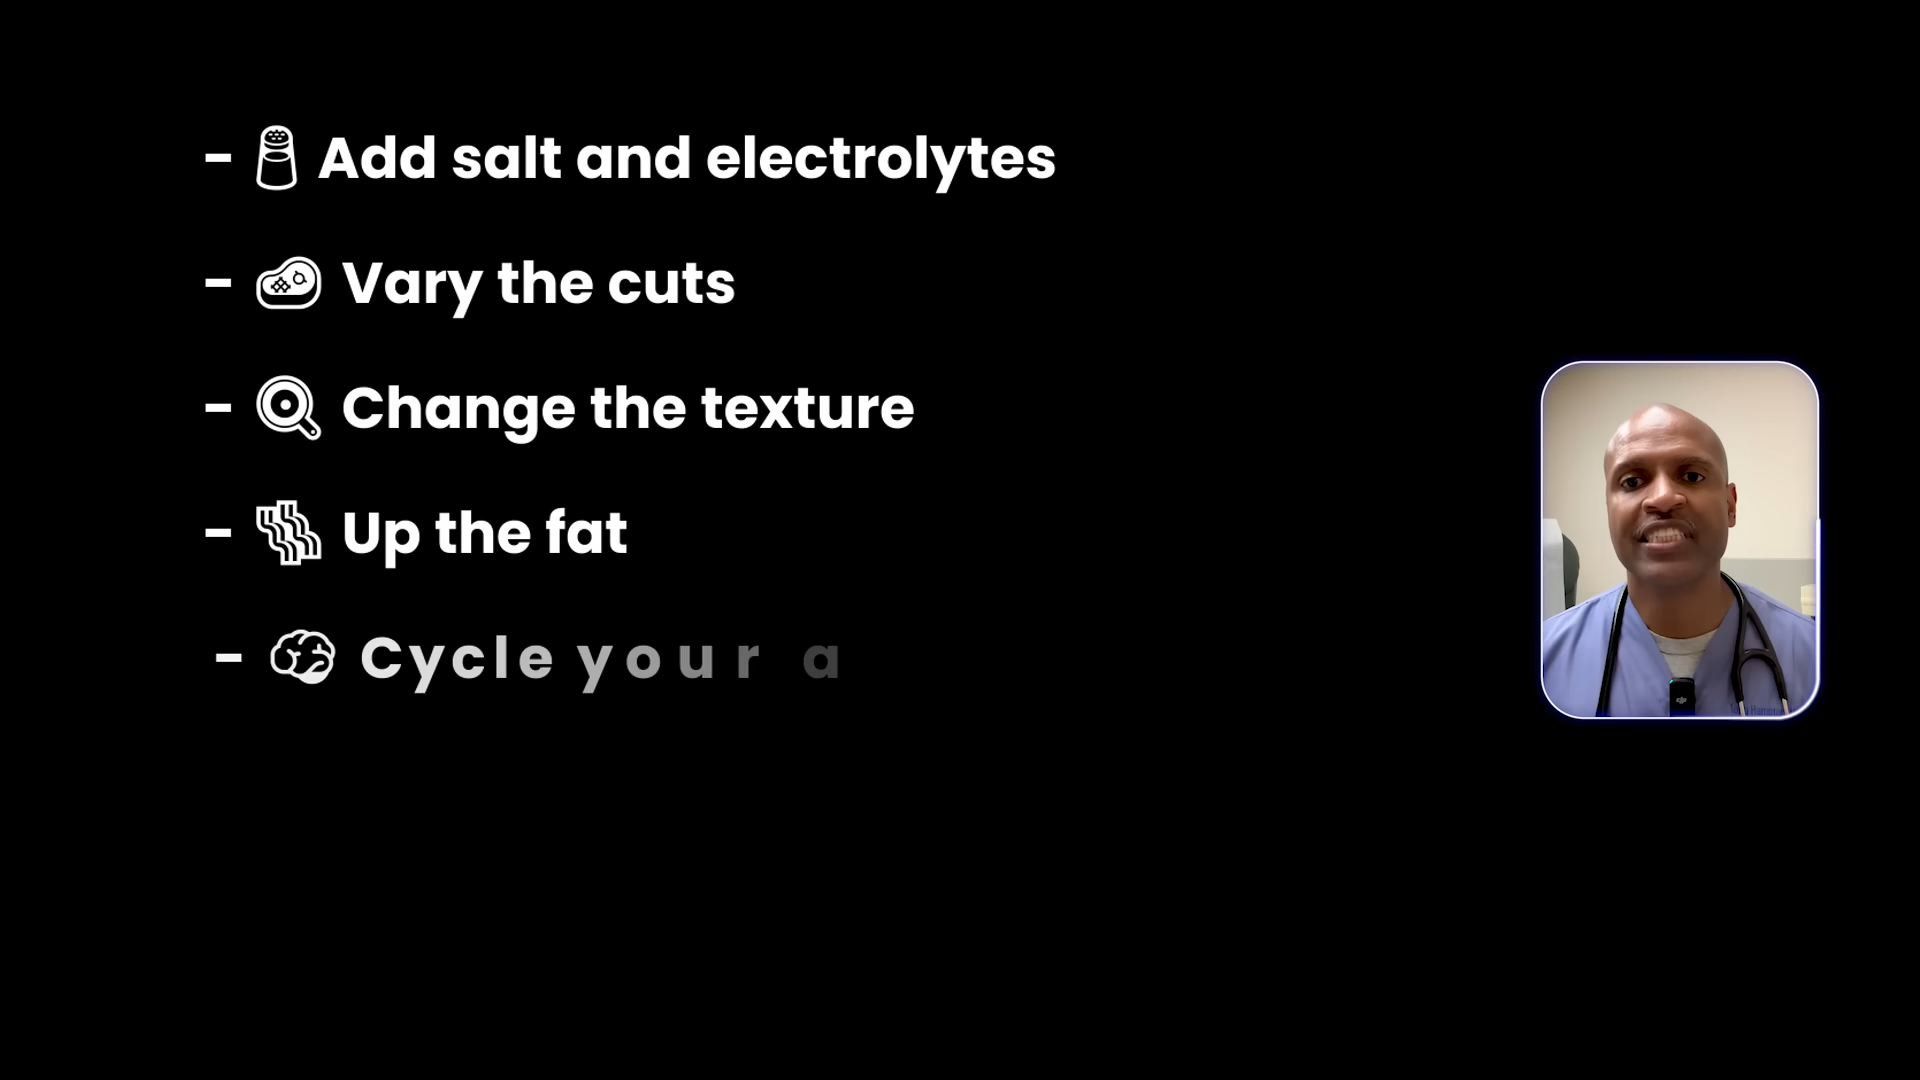 - Add salt and electrolytes
- Vary the cuts
- Change the texture
- Up the fat
- Cycle your a